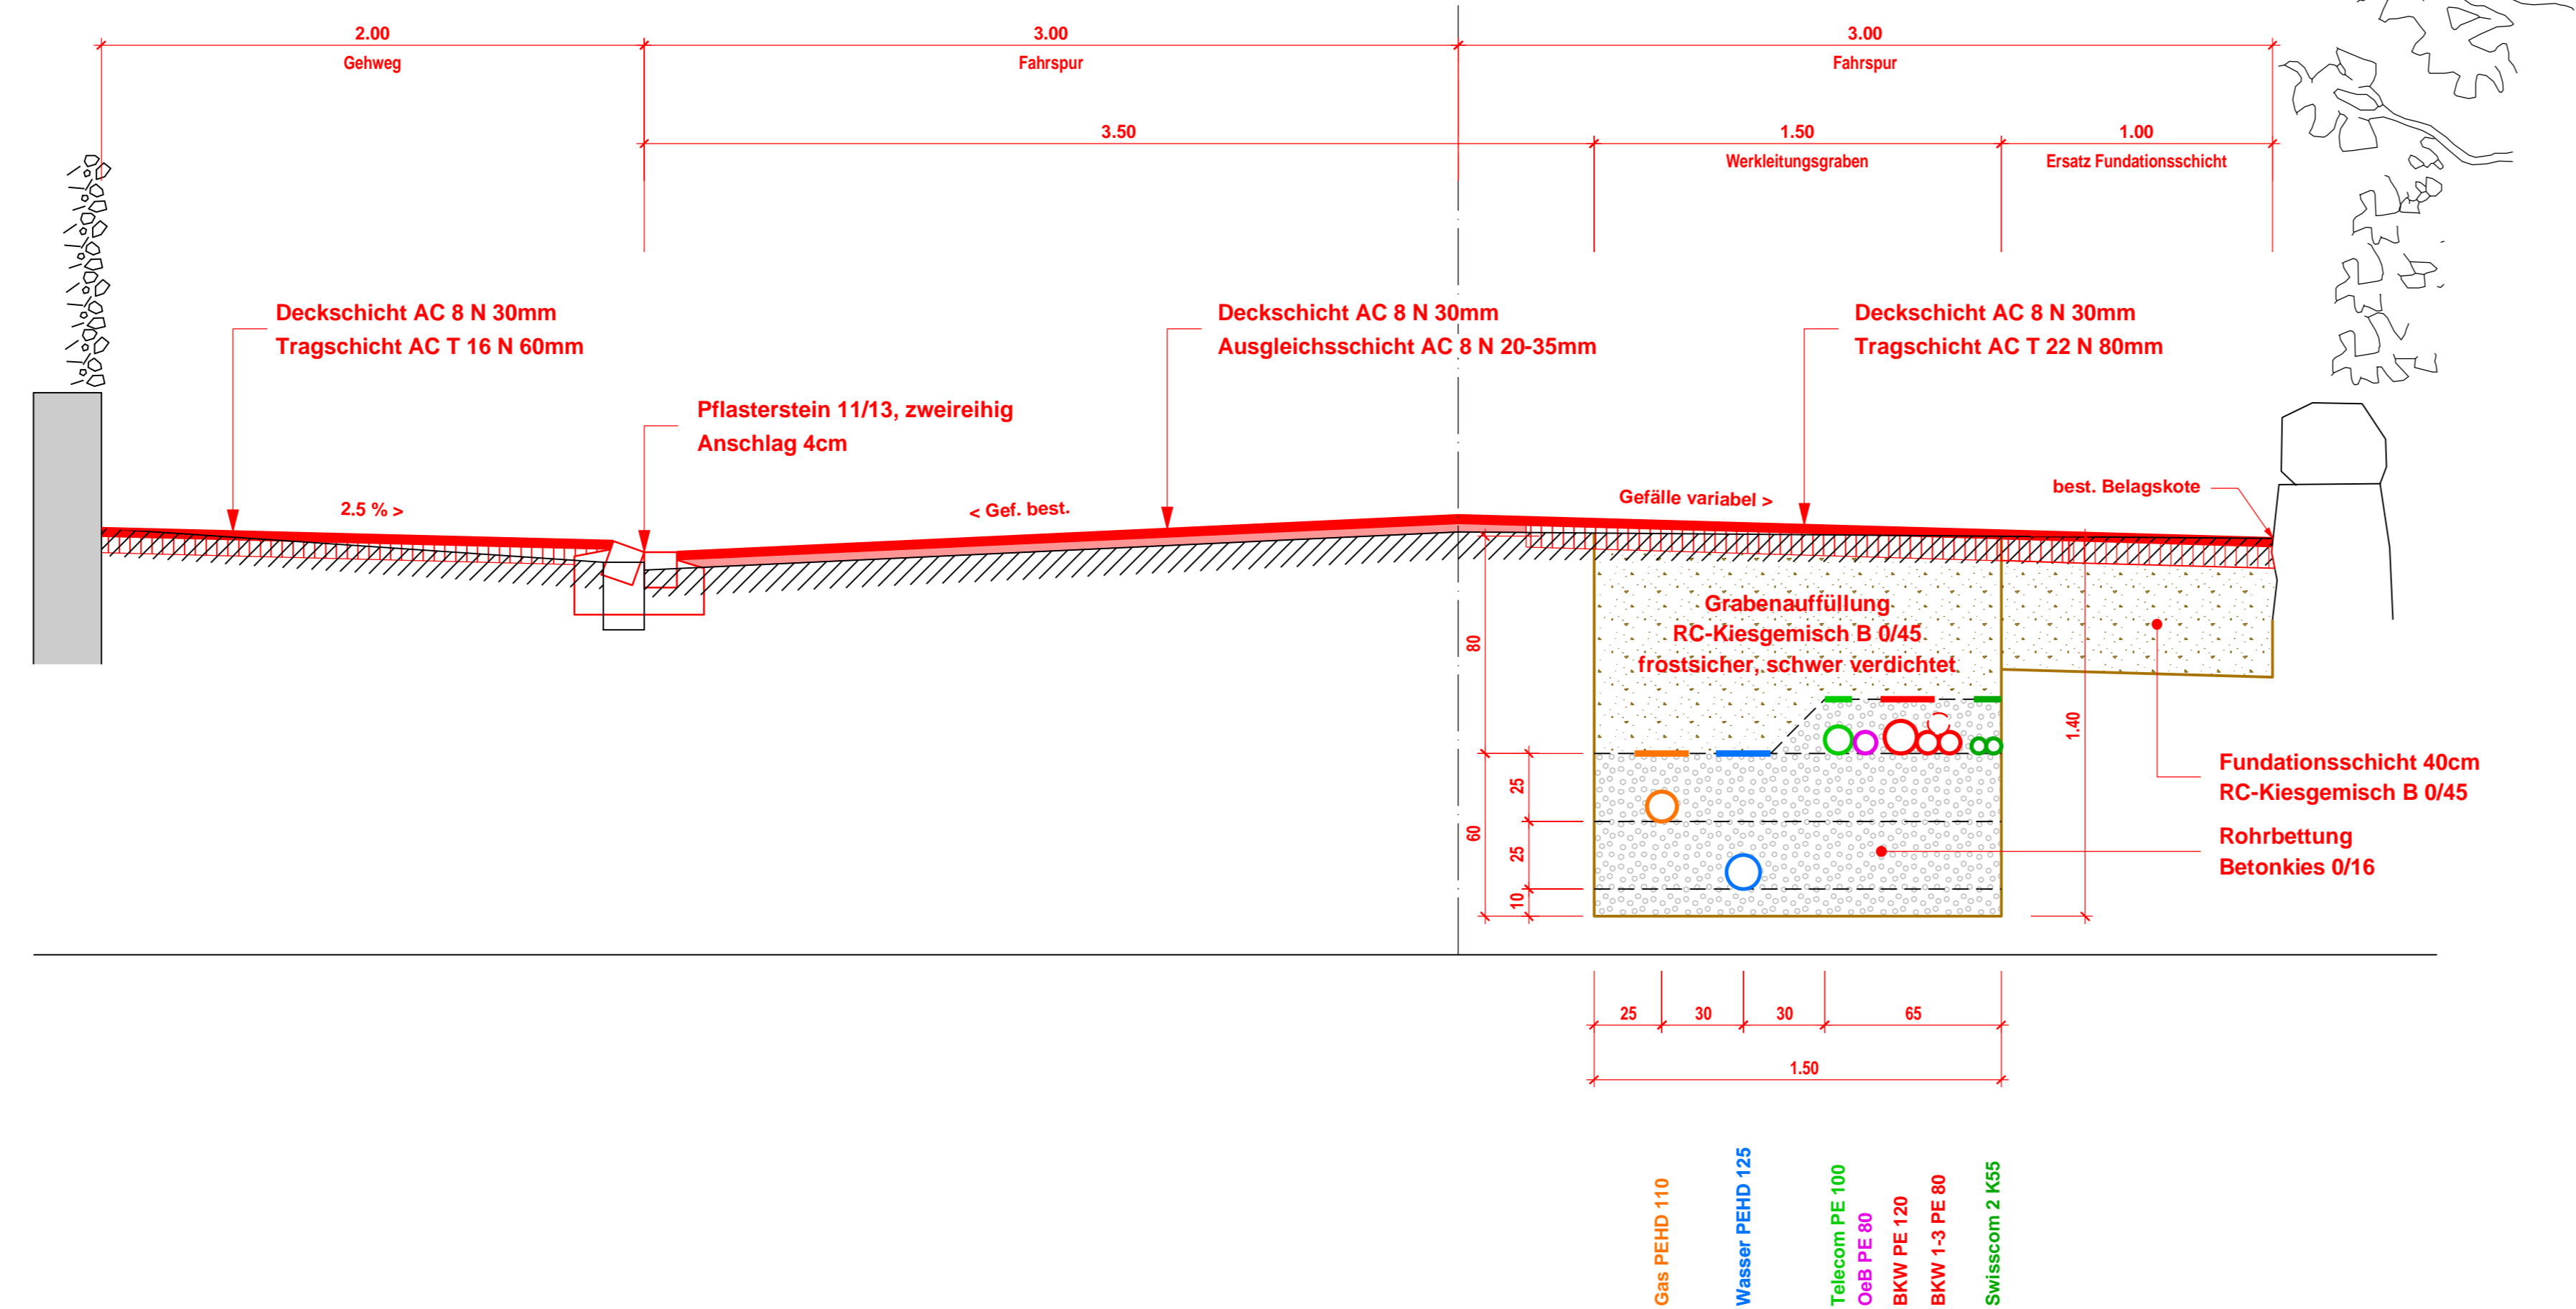 2.00
Gehweg
3.00
Fahrspur
3.00
Fahrspur
3.50
1.50
Werkleitungsgraben
1.00
Ersatz Fundationsschicht
Deckschicht AC 8 N 30mm
Tragschicht AC T 16 N 60mm
Deckschicht AC 8 N 30mm
Ausgleichsschicht AC 8 N 20-35mm
Deckschicht AC 8 N 30mm
Tragschicht AC T 22 N 80mm
Pflasterstein 11/13, zweireihig
Anschlag 4cm
2.5 % >
< Gef. best.
Gefälle variabel >
best. Belagskote
Grabenauffüllung
RC-Kiesgemisch B 0/45
frostsicher, schwer verdichtet
80
60
25
25
10
1.40
Fundationsschicht 40cm
RC-Kiesgemisch B 0/45
Rohrbettung
Betonkies 0/16
25
30
30
65
1.50
Gas PEHD 110
Wasser PEHD 125
Telecom PE 100
OeB PE 80
BKW PE 120
BKW 1-3 PE 80
Swisscom 2 K55